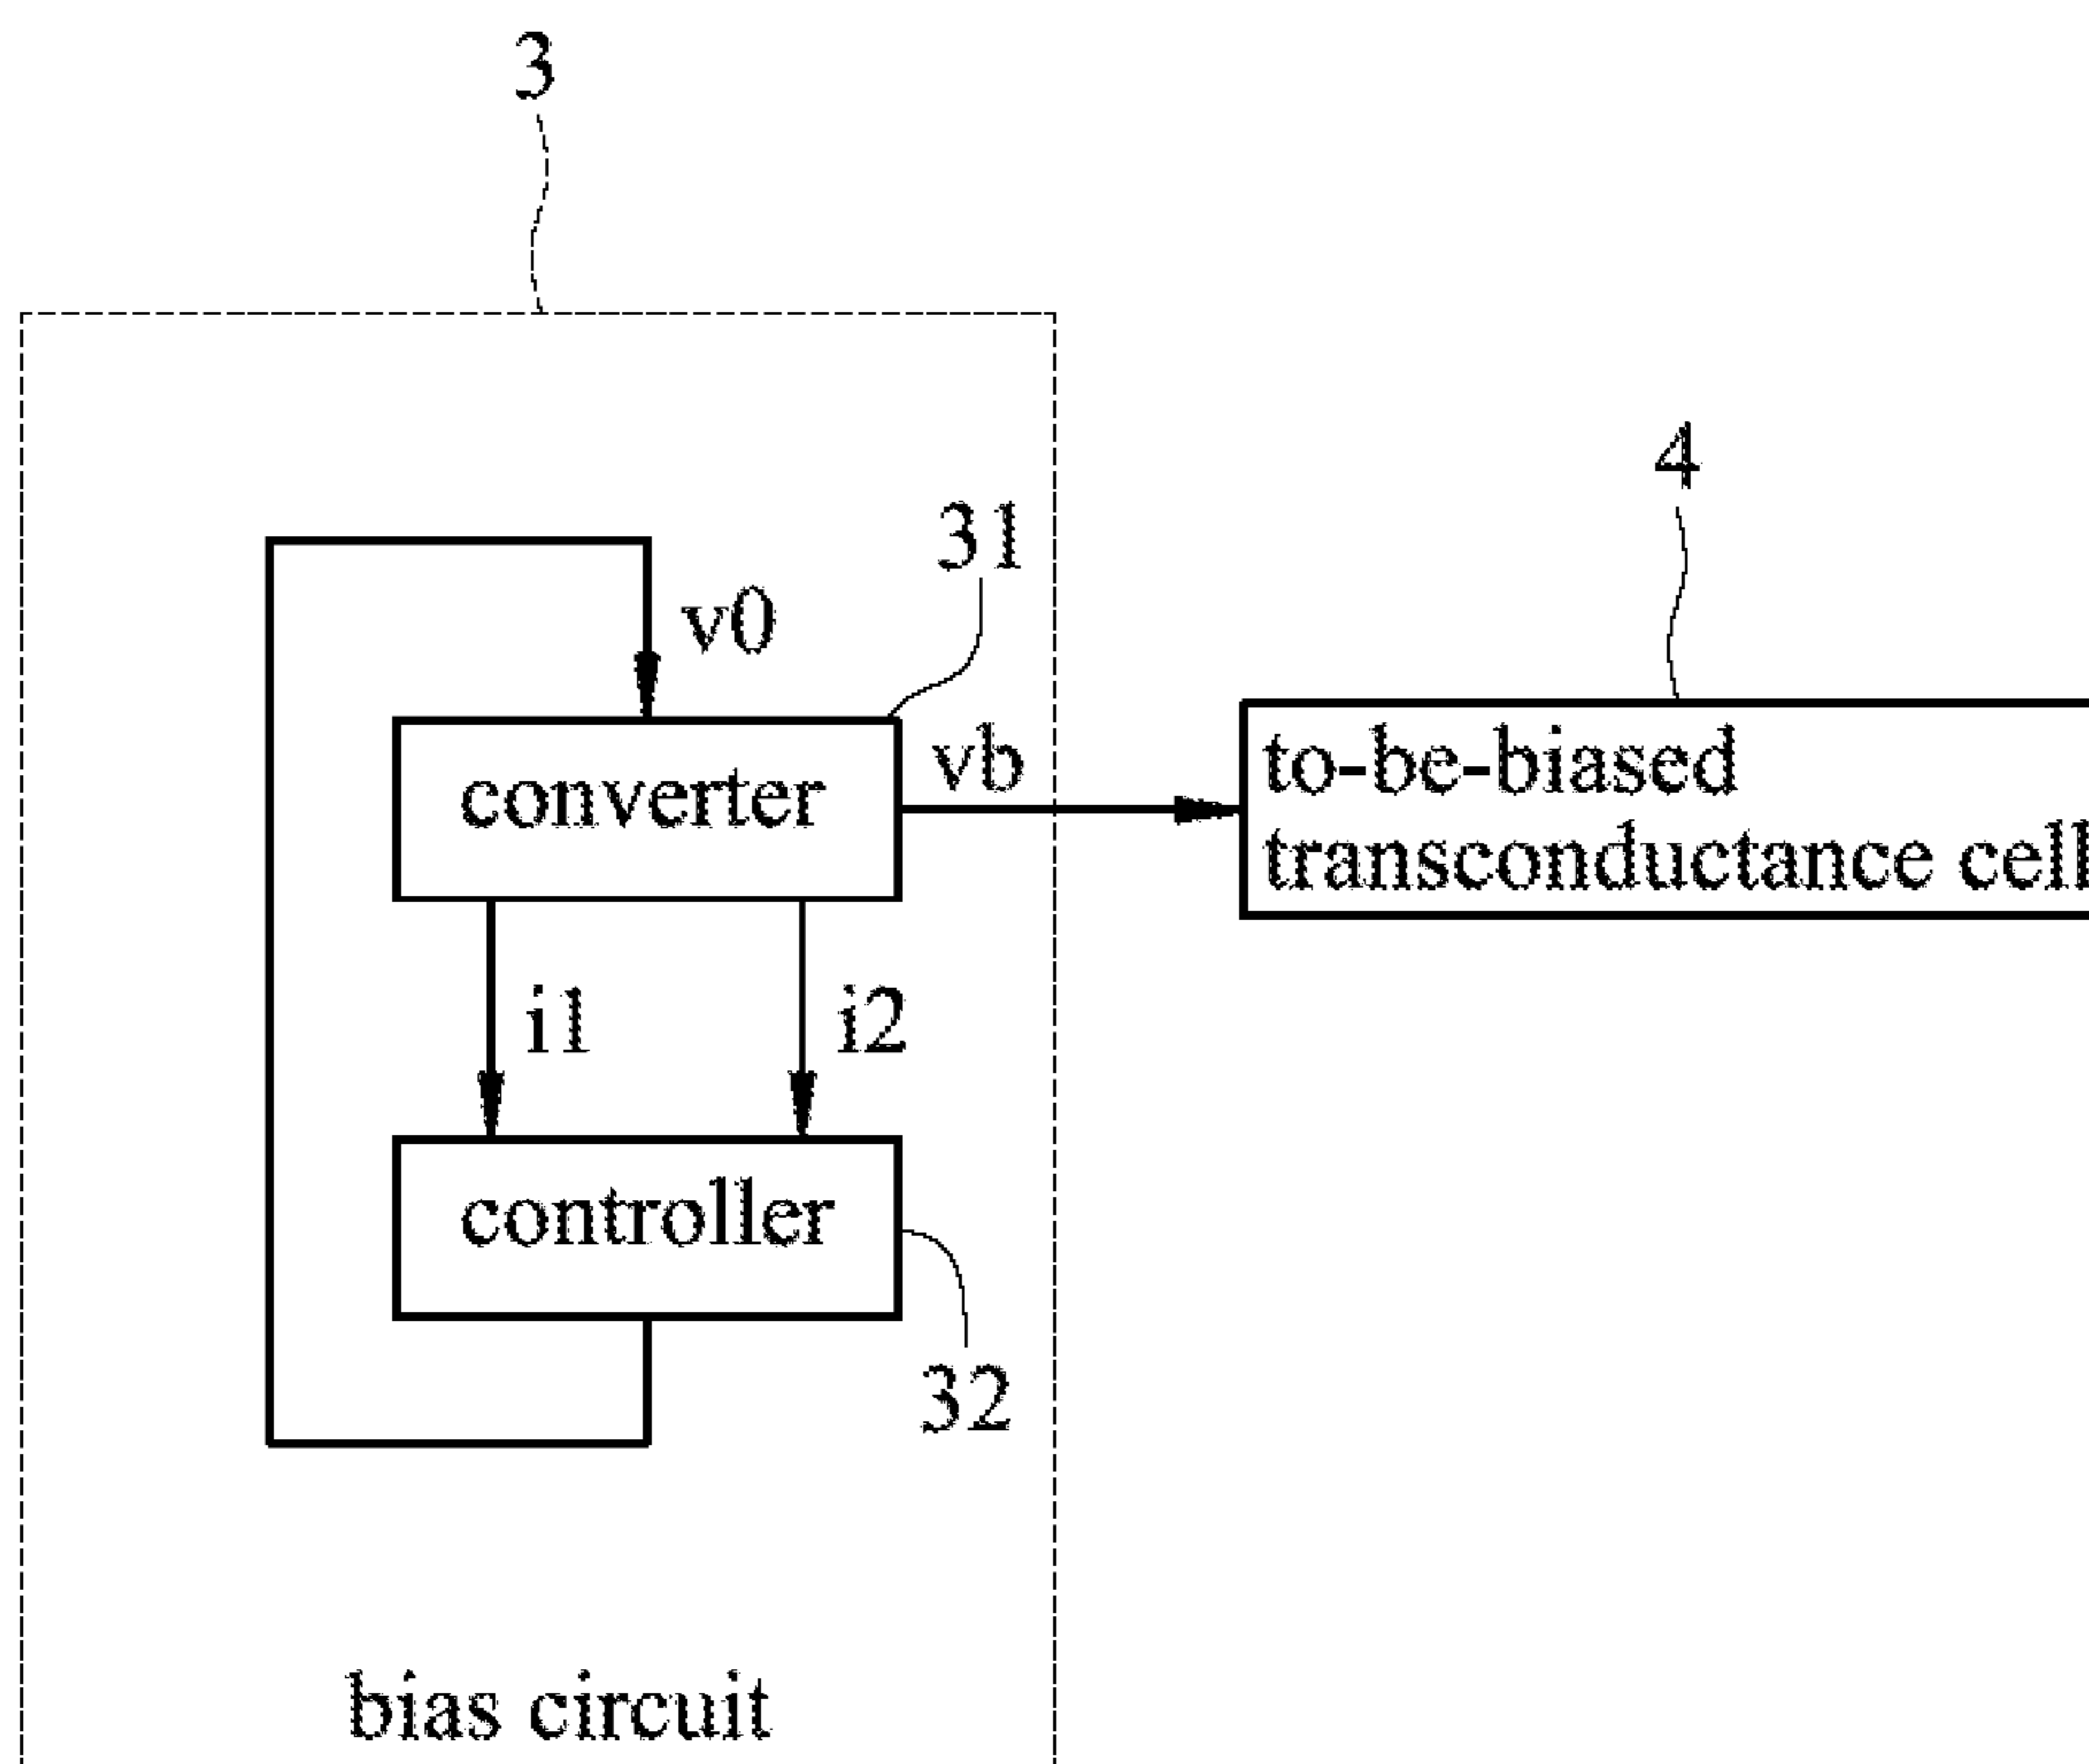 3
4
31
v0
vb
converter
to-be-biased
transconductance cell
i1
i2
controller
32
bias circuit